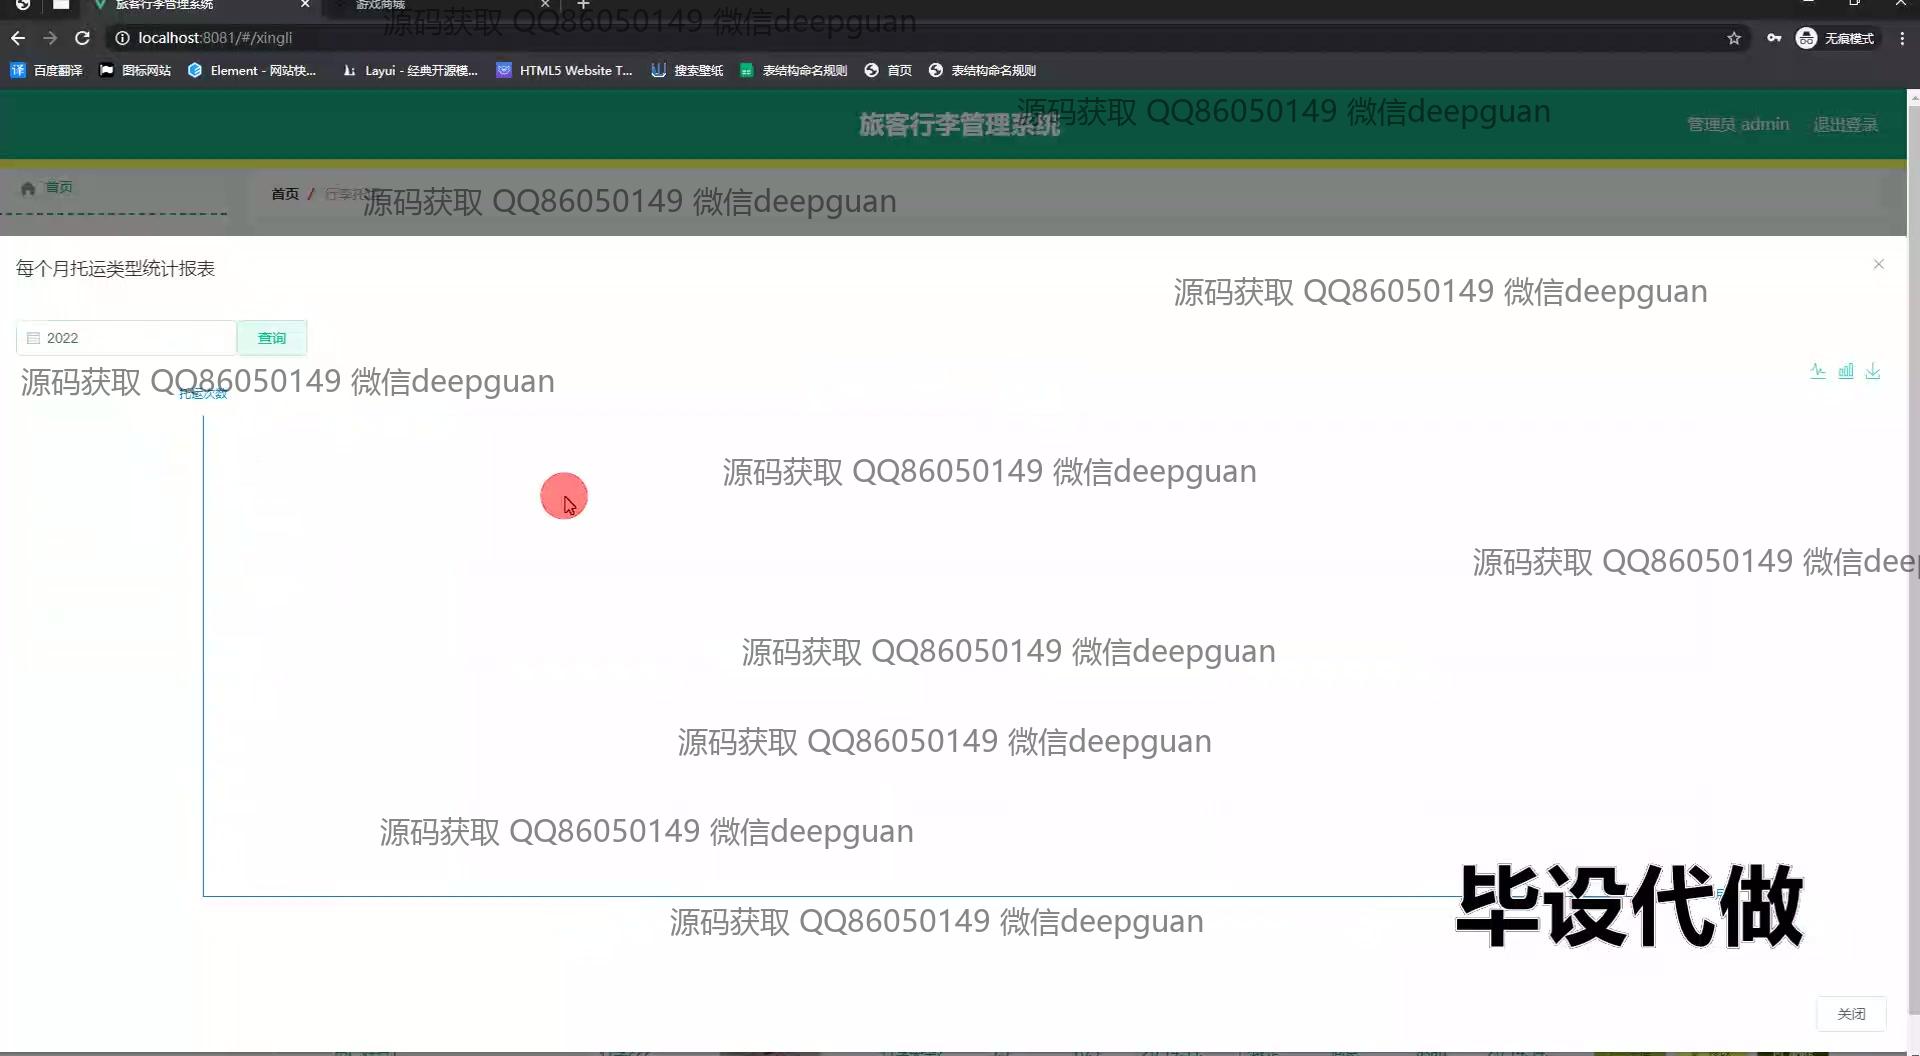 旅客行李管理系统
游戏商城
源码获取 QQ86050149 微信deepguan
localhost:8081/#/xingli
无痕模式
百度翻译 图标网站 Element - 网站快... Layui - 经典开源模... HTML5 Website T... 搜索壁纸 表结构命名规则 首页 表结构命名规则
源码获取 QQ86050149 微信deepguan
旅客行李管理系统
管理员 admin 退出登录
首页
首页 / 行李托运
源码获取 QQ86050149 微信deepguan
每个月托运类型统计报表
源码获取 QQ86050149 微信deepguan
2022 查询
源码获取 QQ86050149 微信deepguan
托运次数
源码获取 QQ86050149 微信deepguan
源码获取 QQ86050149 微信deep
源码获取 QQ86050149 微信deepguan
源码获取 QQ86050149 微信deepguan
源码获取 QQ86050149 微信deepguan
毕设代做
源码获取 QQ86050149 微信deepguan
关闭